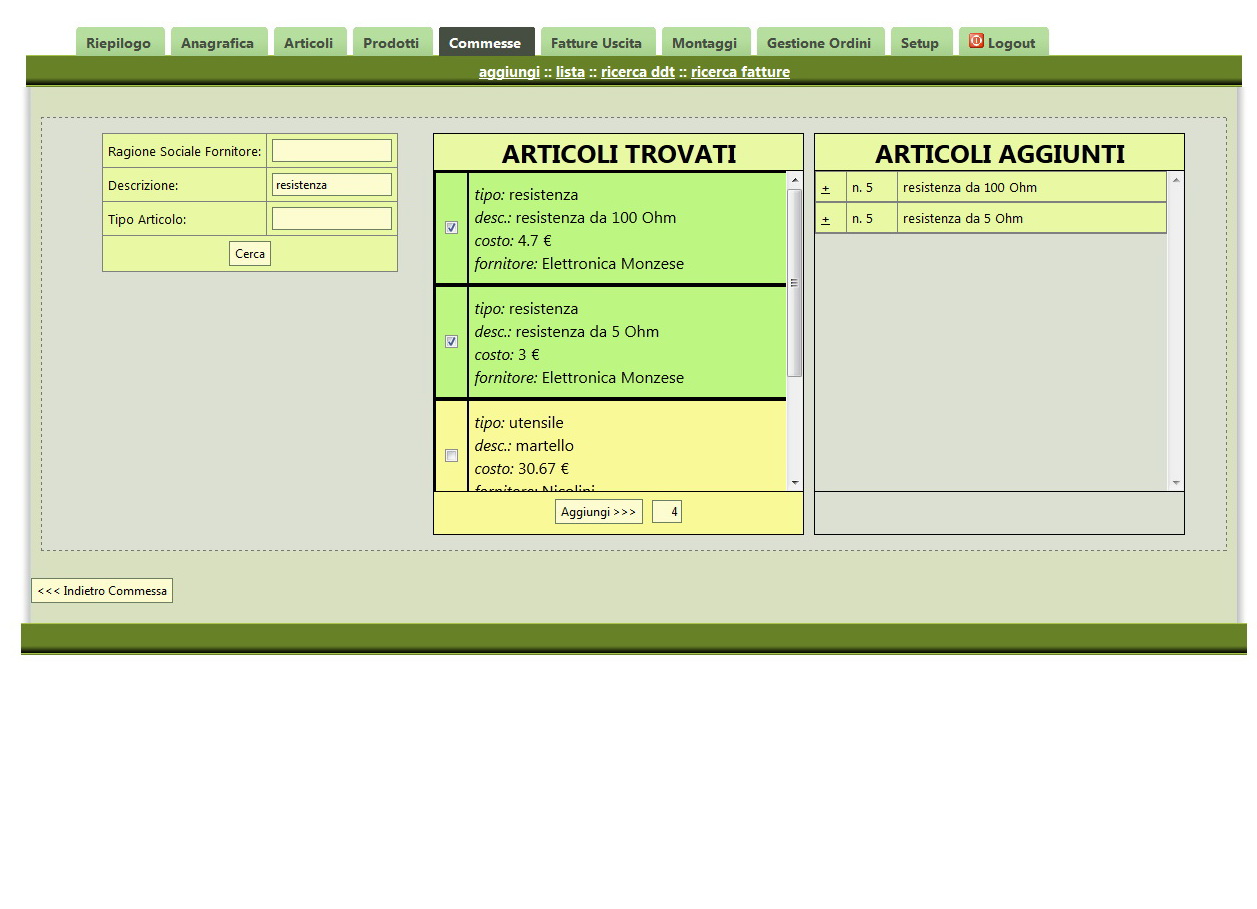 Riepilogo Anagrafica Articoli Prodotti Commesse Fatture Uscita Montaggi Gestione Ordini Setup Logout
aggiungi :: lista :: ricerca ddt :: ricerca fatture
Ragione Sociale Fornitore:
Descrizione: resistenza
Tipo Articolo:
Cerca
ARTICOLI TROVATI
tipo: resistenza
desc.: resistenza da 100 Ohm
costo: 4.7 €
fornitore: Elettronica Monzese
tipo: resistenza
desc.: resistenza da 5 Ohm
costo: 3 €
fornitore: Elettronica Monzese
tipo: utensile
desc.: martello
costo: 30.67 €
fornitore: Nicolini
Aggiungi >>> 4
ARTICOLI AGGIUNTI
+ n. 5 resistenza da 100 Ohm
+ n. 5 resistenza da 5 Ohm
<<< Indietro Commessa